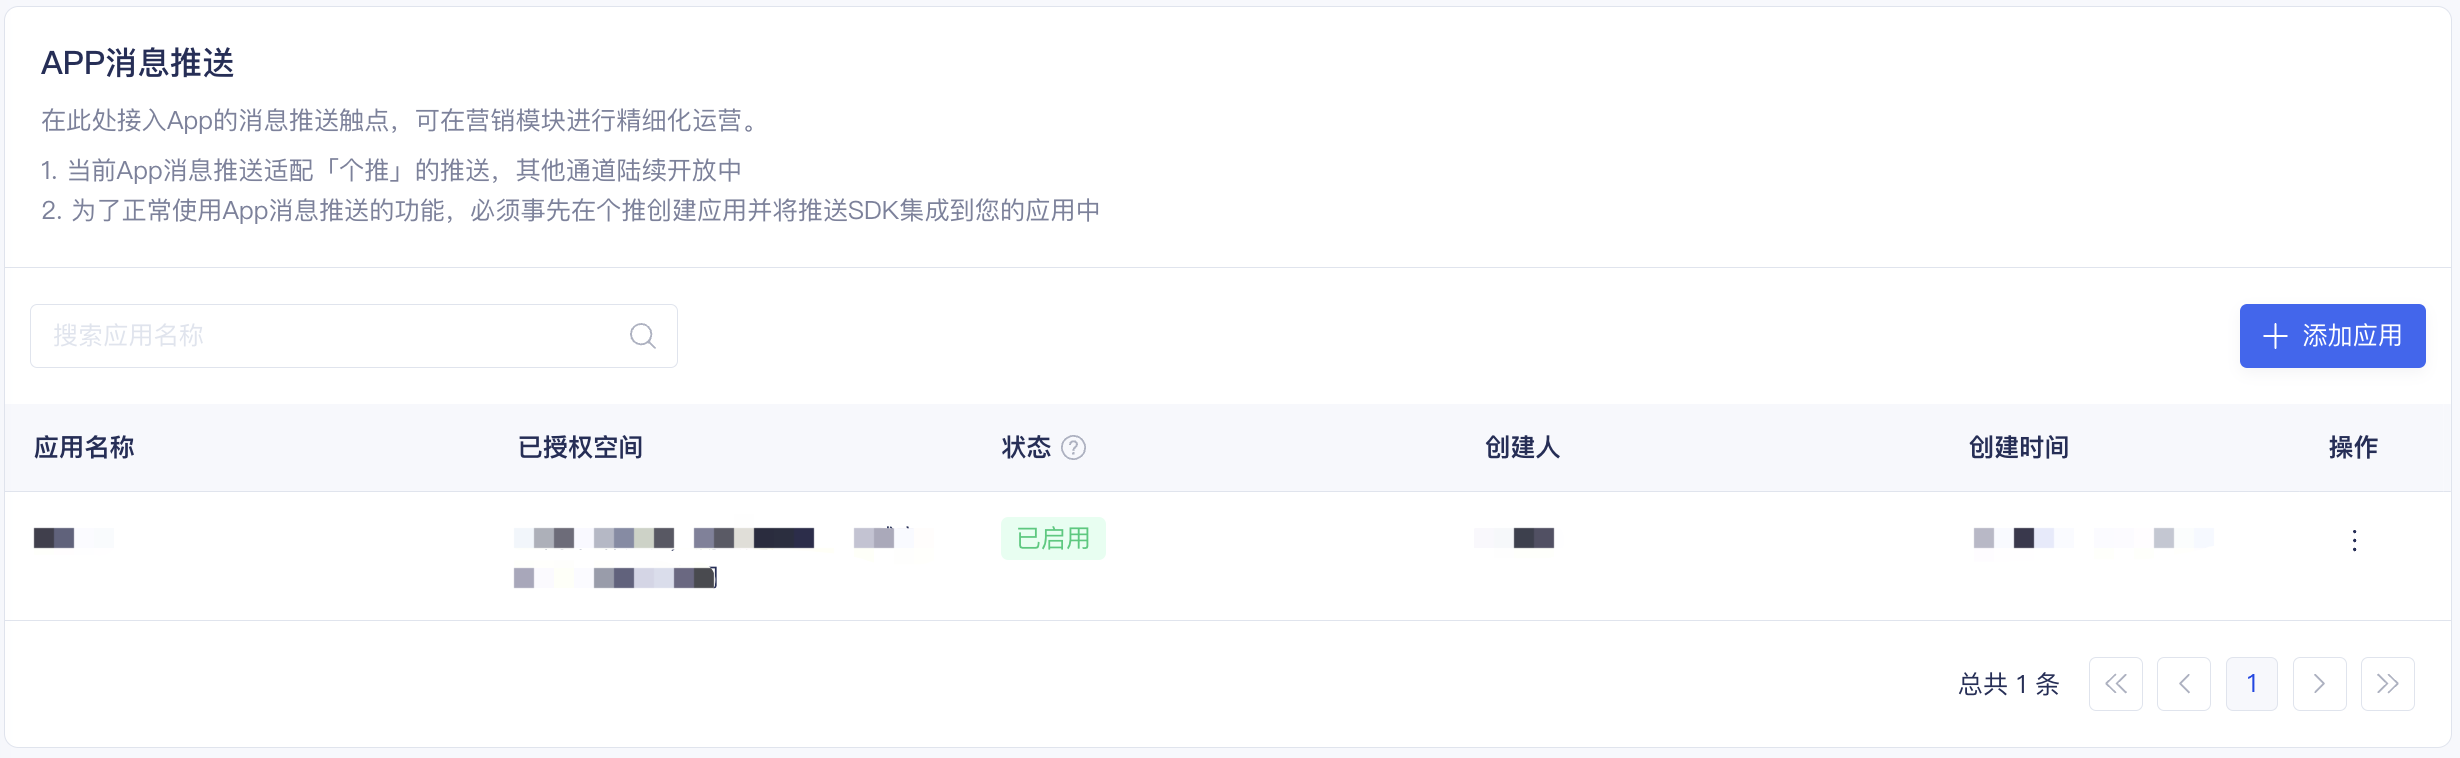 APP消息推送
在此处接入App的消息推送触点，可在营销模块进行精细化运营。
1. 当前App消息推送适配「个推」的推送，其他通道陆续开放中
2. 为了正常使用App消息推送的功能，必须事先在个推创建应用并将推送SDK集成到您的应用中
搜索应用名称
添加应用
应用名称 已授权空间 状态 ? 创建人 创建时间 操作
已启用
总共 1 条 1